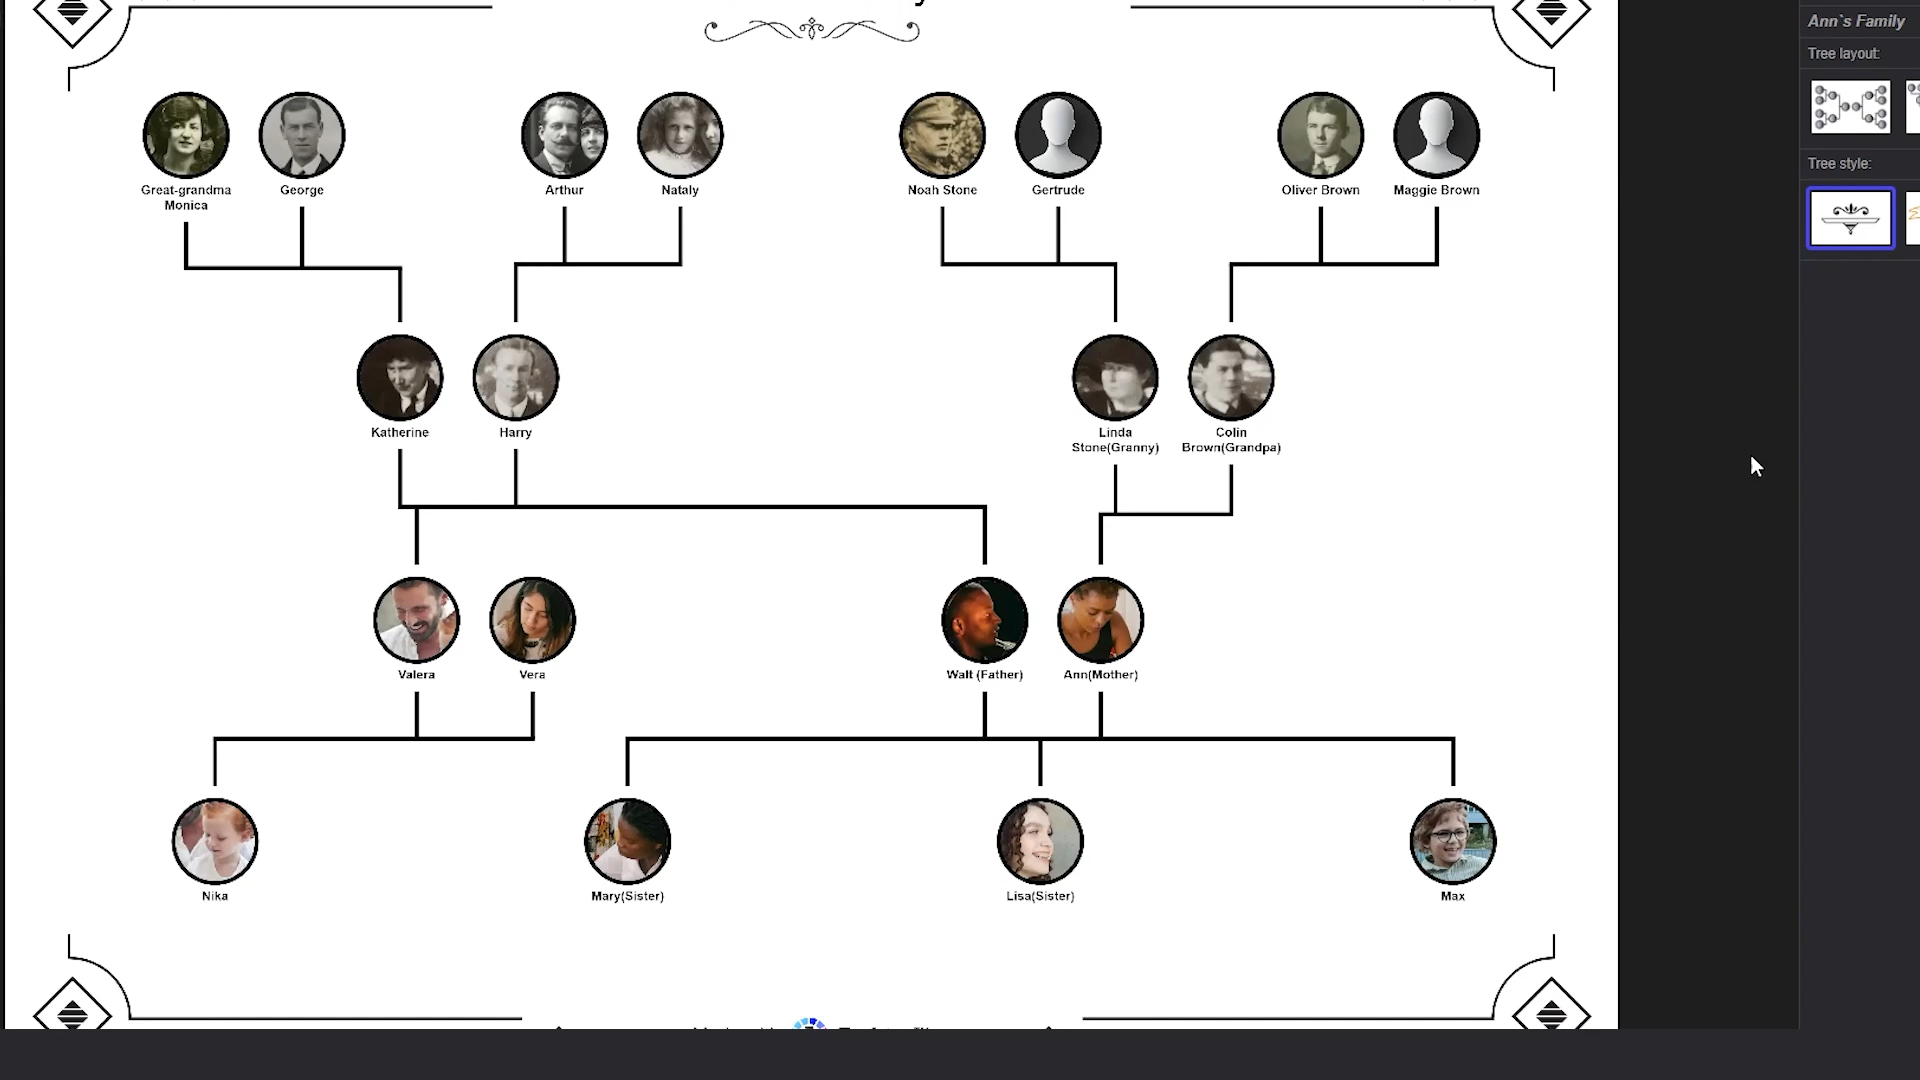 Ann`s Family
Tree layout:
Tree style:
Great-grandma
Monica
George
Arthur
Nataly
Noah Stone
Gertrude
Oliver Brown
Maggie Brown
Katherine
Harry
Linda
Stone(Granny)
Colin
Brown(Grandpa)
Valera
Vera
Walt (Father)
Ann(Mother)
Nika
Mary(Sister)
Lisa(Sister)
Max